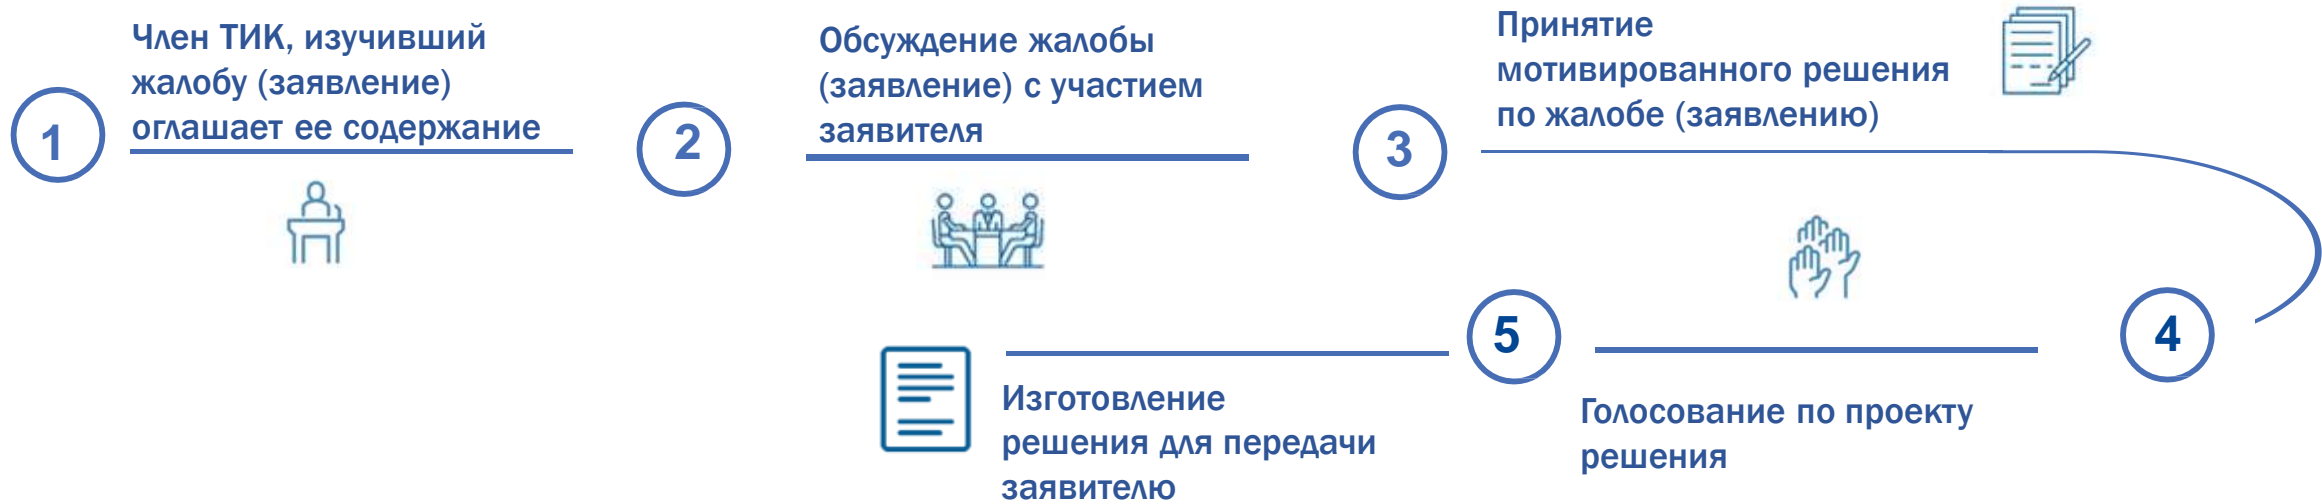 1
Член ТИК, изучивший
жалобу (заявление)
оглашает ее содержание
2
Обсуждение жалобы
(заявление) с участием
заявителя
3
Принятие
мотивированного решения
по жалобе (заявлению)
4
Голосование по проекту
решения
5
Изготовление
решения для передачи
заявителю